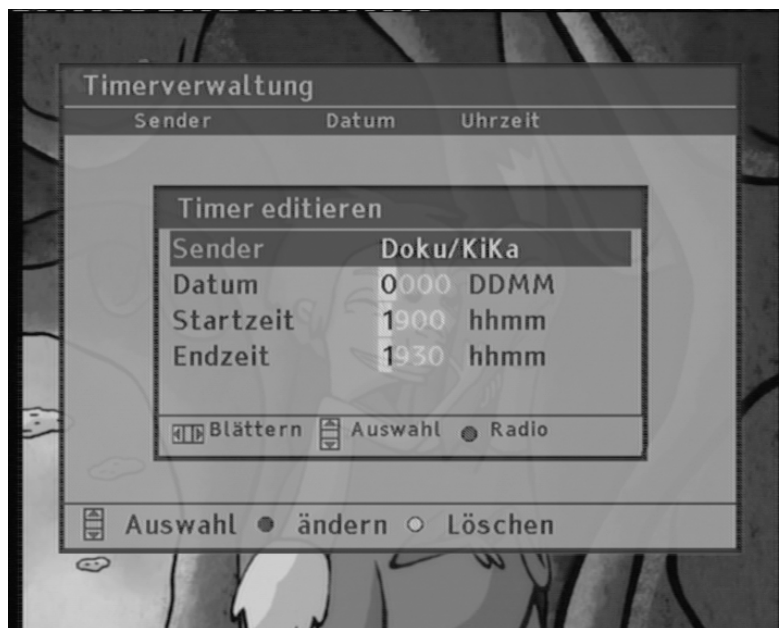 Timerverwaltung
Sender Datum Uhrzeit
Timer editieren
Sender Doku/KiKa
Datum 0000 DDMM
Startzeit 1900 hhmm
Endzeit 1930 hhmm
Blättern Auswahl Radio
Auswahl ändern Löschen